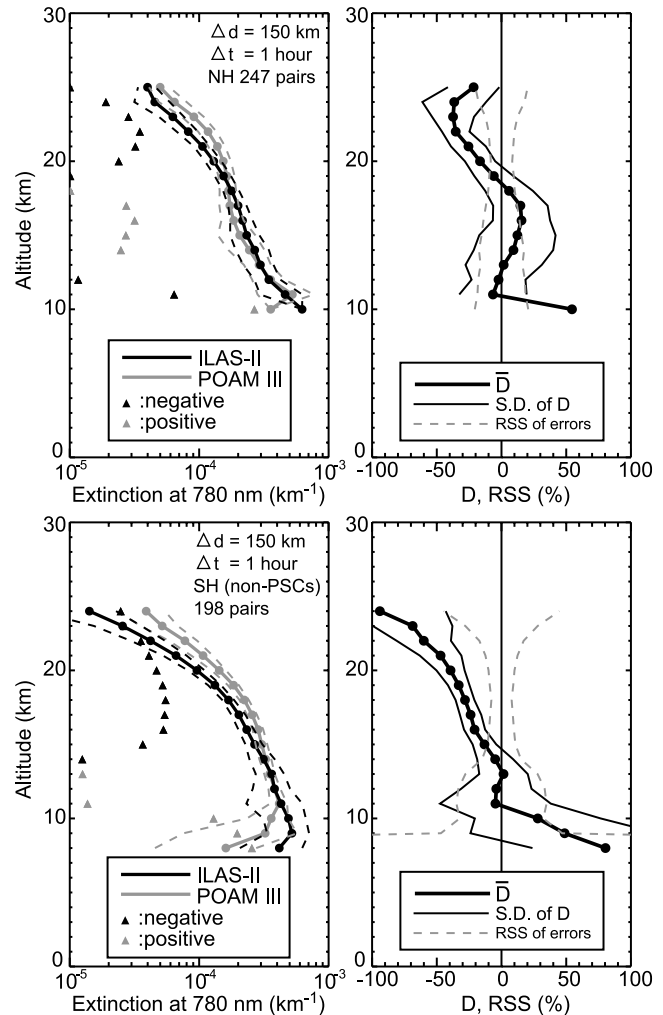 Δ d = 150 km
Δ t = 1 hour
NH 247 pairs
30
20
10
0
Altitude (km)
ILAS-II
POAM III
▲ :negative
▲ :positive
10⁻⁵ 10⁻⁴ 10⁻³
Extinction at 780 nm (km⁻¹)
30
20
10
0
D̅
S.D. of D
RSS of errors
-100 -50 0 50 100
D, RSS (%)
Δ d = 150 km
Δ t = 1 hour
SH (non-PSCs)
198 pairs
30
20
10
0
Altitude (km)
ILAS-II
POAM III
▲ :negative
▲ :positive
10⁻⁵ 10⁻⁴ 10⁻³
Extinction at 780 nm (km⁻¹)
30
20
10
0
D̅
S.D. of D
RSS of errors
-100 -50 0 50 100
D, RSS (%)